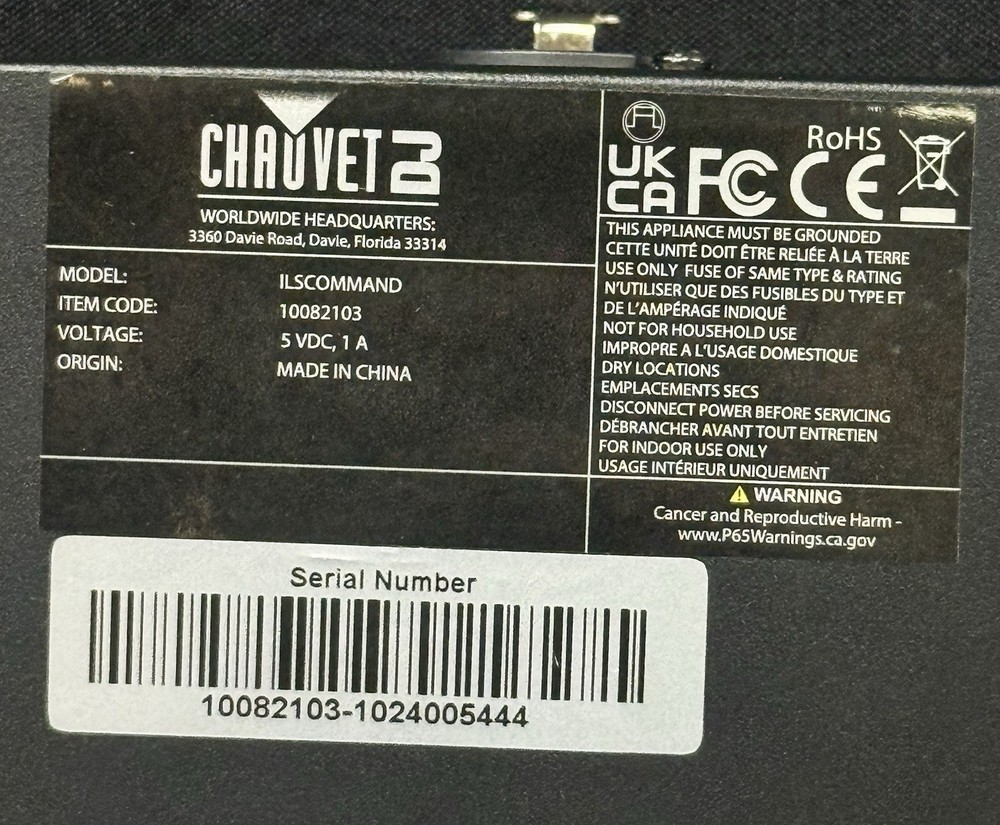 CHAUVET DJ
WORLDWIDE HEADQUARTERS:
3360 Davie Road, Davie, Florida 33314
MODEL: ILSCOMMAND
ITEM CODE: 10082103
VOLTAGE: 5 VDC, 1 A
ORIGIN: MADE IN CHINA
UK
CA
FC
CE
RoHS
THIS APPLIANCE MUST BE GROUNDED
CETTE UNITÉ DOIT ÊTRE RELIÉE À LA TERRE
USE ONLY FUSE OF SAME TYPE & RATING
N'UTILISER QUE DES FUSIBLES DU TYPE ET
DE L'AMPÉRAGE INDIQUÉ
NOT FOR HOUSEHOLD USE
IMPROPRE A L'USAGE DOMESTIQUE
DRY LOCATIONS
EMPLACEMENTS SECS
DISCONNECT POWER BEFORE SERVICING
DÉBRANCHER AVANT TOUT ENTRETIEN
FOR INDOOR USE ONLY
USAGE INTÉRIEUR UNIQUEMENT
⚠ WARNING
Cancer and Reproductive Harm -
www.P65Warnings.ca.gov
Serial Number
10082103-1024005444